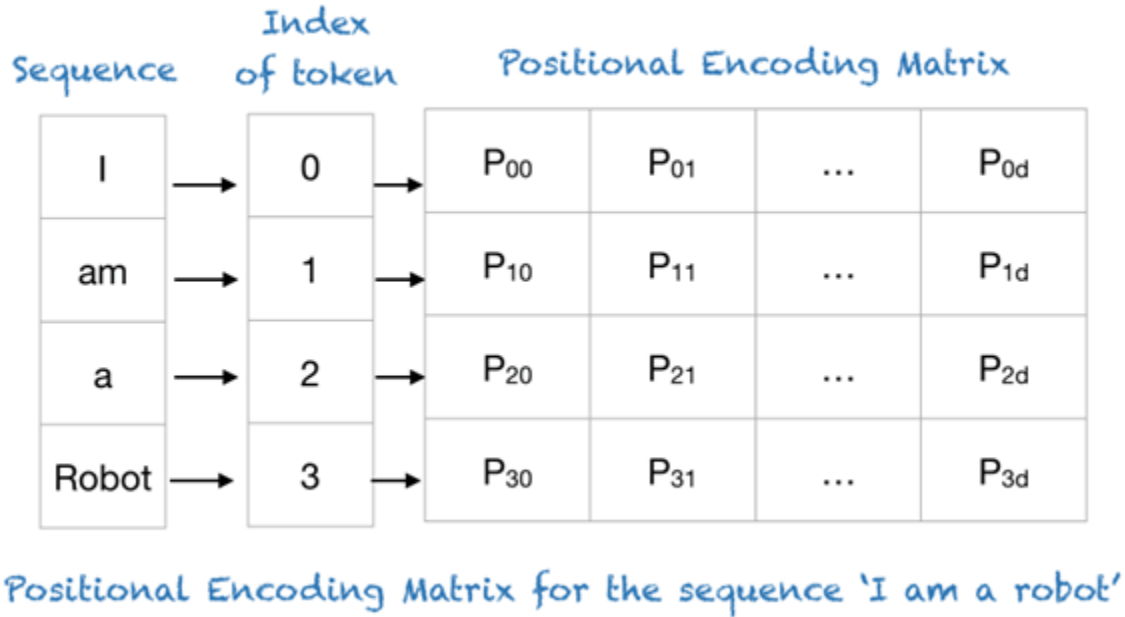 Index
of token
Sequence
Positional Encoding Matrix
I 0 P00 P01 ... P0d
am 1 P10 P11 ... P1d
a 2 P20 P21 ... P2d
Robot 3 P30 P31 ... P3d
Positional Encoding Matrix for the sequence 'I am a robot'